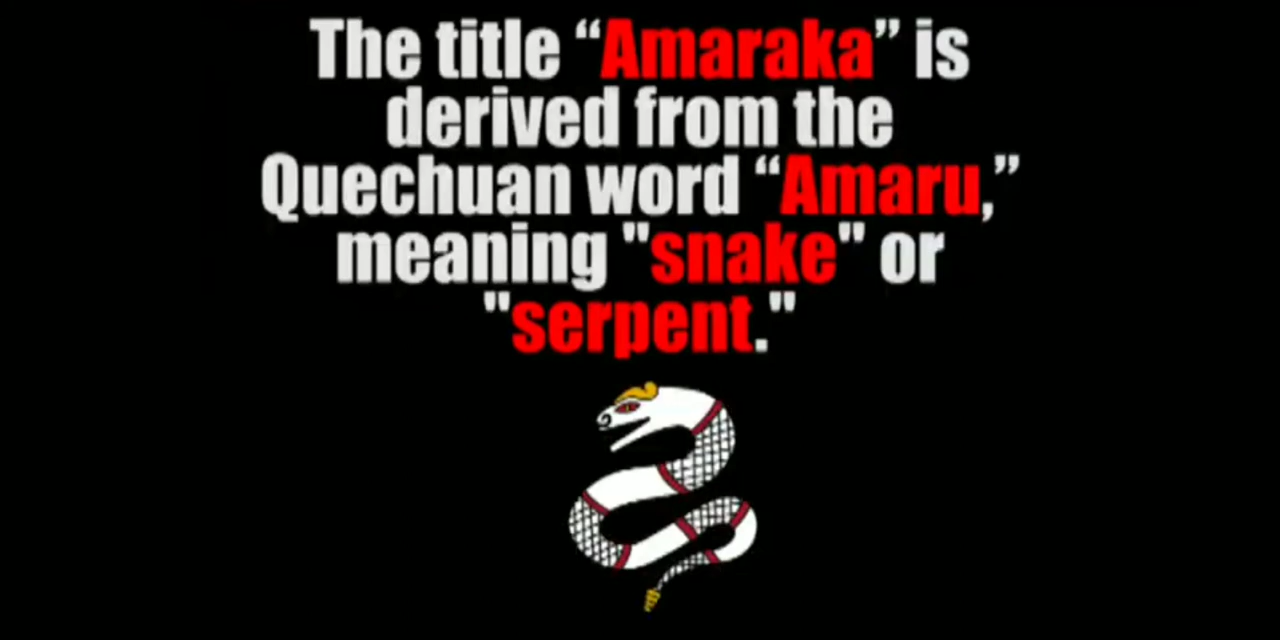 The title “Amaraka” is
derived from the
Quechuan word “Amaru,”
meaning "snake" or
"serpent."